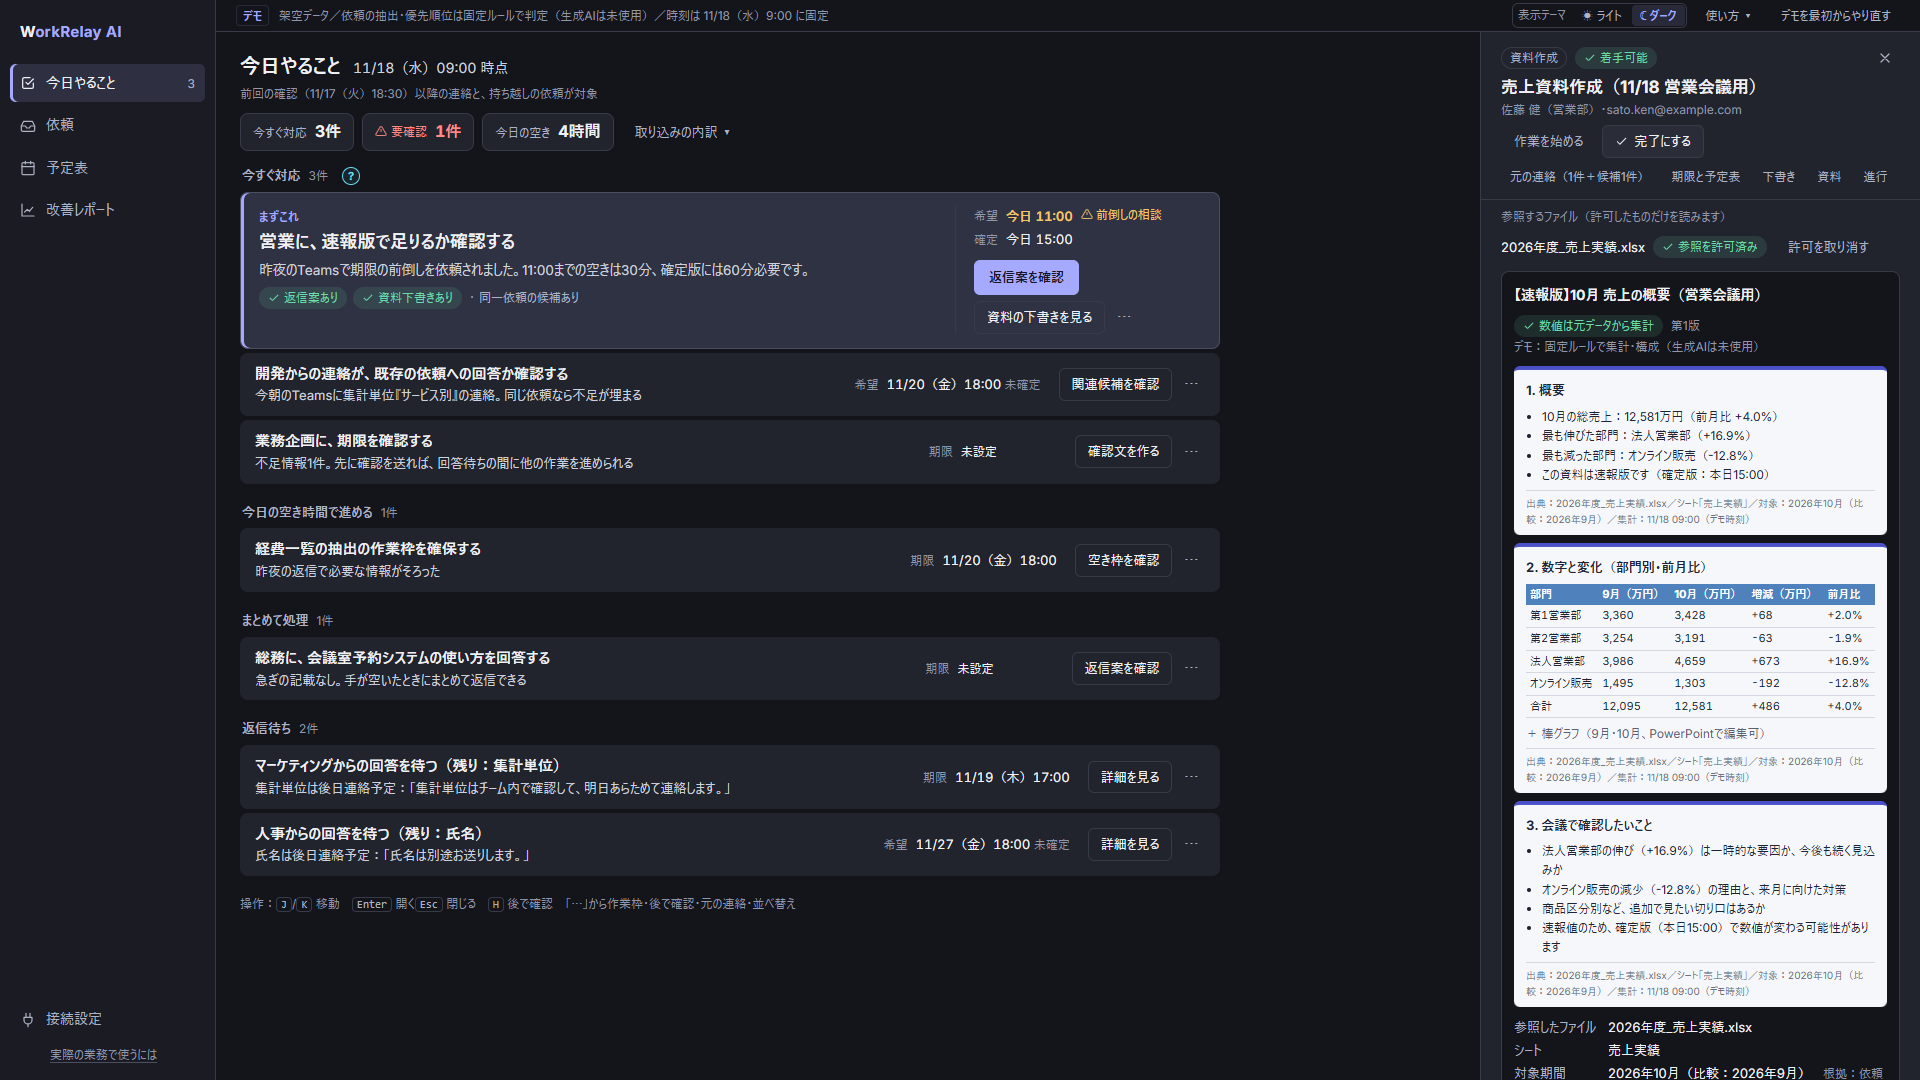 WorkRelay AI
今日やること 3
依頼
予定表
改善レポート
接続設定
実際の業務で使うには
デモ 架空データ／依頼の抽出・優先順位は固定ルールで判定（生成AIは未使用）／時刻は 11/18（水）9:00 に固定
表示テーマ ライト ダーク 使い方 ▼ デモを最初からやり直す
今日やること 11/18（水）09:00 時点
前回の確認（11/17（火）18:30）以降の連絡と、持ち越しの依頼が対象
今すぐ対応 3件 要確認 1件 今日の空き 4時間 取り込みの内訳 ▼
今すぐ対応 3件 ?
まずこれ
営業に、速報版で足りるか確認する
昨夜のTeamsで期限の前倒しを依頼されました。11:00までの空きは30分、確定版には60分必要です。
✓ 返信案あり ✓ 資料下書きあり ・同一依頼の候補あり
希望 今日 11:00 前倒しの相談
確定 今日 15:00
返信案を確認
資料の下書きを見る …
開発からの連絡が、既存の依頼への回答か確認する
今朝のTeamsに集計単位『サービス別』の連絡。同じ依頼なら不足が埋まる
希望 11/20（金）18:00 未確定 関連候補を確認 …
業務企画に、期限を確認する
不足情報1件。先に確認を送れば、回答待ちの間に他の作業を進められる
期限 未設定 確認文を作る …
今日の空き時間で進める 1件
経費一覧の抽出の作業枠を確保する
昨夜の返信で必要な情報がそろった
期限 11/20（金）18:00 空き枠を確認 …
まとめて処理 1件
総務に、会議室予約システムの使い方を回答する
急ぎの記載なし。手が空いたときにまとめて返信できる
期限 未設定 返信案を確認 …
返信待ち 2件
マーケティングからの回答を待つ（残り：集計単位）
集計単位は後日連絡予定：「集計単位はチーム内で確認して、明日あらためて連絡します。」
期限 11/19（木）17:00 詳細を見る …
人事からの回答を待つ（残り：氏名）
氏名は後日連絡予定：「氏名は別途お送りします。」
希望 11/27（金）18:00 未確定 詳細を見る …
操作： J / K 移動 Enter 開く Esc 閉じる H 後で確認 「…」から作業枠・後で確認・元の連絡・並べ替え
資料作成 ✓ 着手可能
売上資料作成（11/18 営業会議用）
佐藤 健（営業部）・sato.ken@example.com
作業を始める ✓ 完了にする
元の連絡（1件＋候補1件） 期限と予定表 下書き 資料 進行
参照するファイル（許可したものだけを読みます）
2026年度_売上実績.xlsx ✓ 参照を許可済み 許可を取り消す
【速報版】10月 売上の概要（営業会議用）
✓ 数値は元データから集計 第1版
デモ：固定ルールで集計・構成（生成AIは未使用）
1. 概要
• 10月の総売上：12,581万円（前月比 +4.0%）
• 最も伸びた部門：法人営業部（+16.9%）
• 最も減った部門：オンライン販売（-12.8%）
• この資料は速報版です（確定版：本日15:00）
出典：2026年度_売上実績.xlsx／シート「売上実績」／対象：2026年10月（比
較：2026年9月）／集計：11/18 09:00（デモ時刻）
2. 数字と変化（部門別・前月比）
部門 9月（万円） 10月（万円） 増減（万円） 前月比
第1営業部 3,360 3,428 +68 +2.0%
第2営業部 3,254 3,191 -63 -1.9%
法人営業部 3,986 4,659 +673 +16.9%
オンライン販売 1,495 1,303 -192 -12.8%
合計 12,095 12,581 +486 +4.0%
＋ 棒グラフ（9月・10月、PowerPointで編集可）
出典：2026年度_売上実績.xlsx／シート「売上実績」／対象：2026年10月（比
較：2026年9月）／集計：11/18 09:00（デモ時刻）
3. 会議で確認したいこと
• 法人営業部の伸び（+16.9%）は一時的な要因か、今後も続く見込
みか
• オンライン販売の減少（-12.8%）の理由と、来月に向けた対策
• 商品区分別など、追加で見たい切り口はあるか
• 速報値のため、確定版（本日15:00）で数値が変わる可能性があり
ます
出典：2026年度_売上実績.xlsx／シート「売上実績」／対象：2026年10月（比
較：2026年9月）／集計：11/18 09:00（デモ時刻）
参照したファイル 2026年度_売上実績.xlsx
シート 売上実績
対象期間 2026年10月（比較：2026年9月） 根拠：依頼